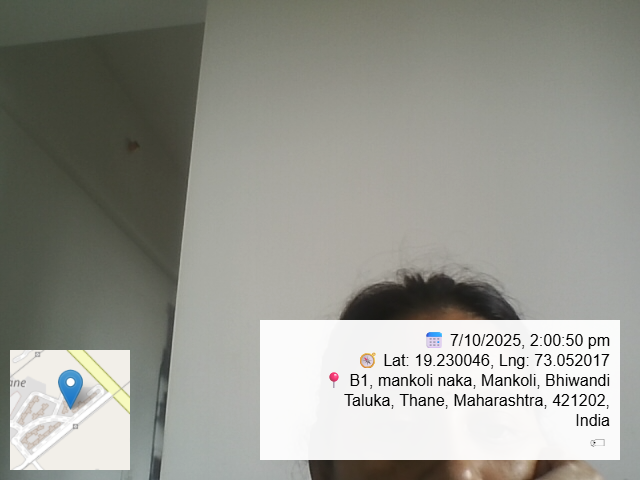 7/10/2025, 2:00:50 pm
Lat: 19.230046, Lng: 73.052017
B1, mankoli naka, Mankoli, Bhiwandi
Taluka, Thane, Maharashtra, 421202,
India
ane